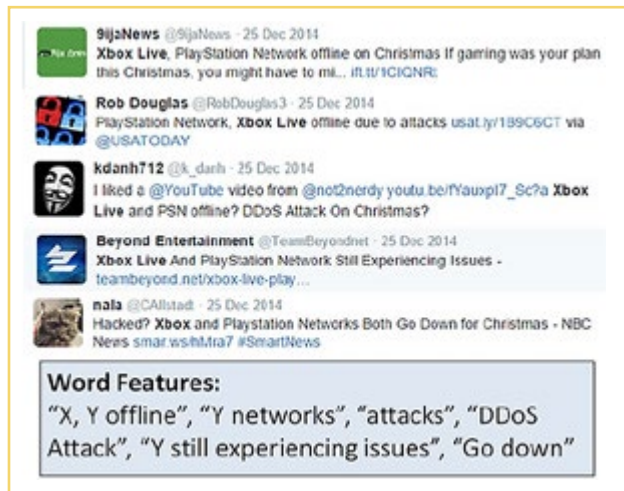 9ijaNews @9ijaNews · 25 Dec 2014
Xbox Live, PlayStation Network offline on Christmas If gaming was your plan
this Christmas, you might have to mi... ift.tt/1CIQNRt
Rob Douglas @RobDouglas3 · 25 Dec 2014
PlayStation Network, Xbox Live offline due to attacks usat.ly/1B9C6CT via
@USATODAY
kdanh712 @k_danh · 25 Dec 2014
I liked a @YouTube video from @not2nerdy youtu.be/fYauxpI7_Sc?a Xbox
Live and PSN offline? DDoS Attack On Christmas?
Beyond Entertainment @TeamBeyondnet · 25 Dec 2014
Xbox Live And PlayStation Network Still Experiencing Issues -
teambeyond.net/xbox-live-play…
nala @CAllstadt · 25 Dec 2014
Hacked? Xbox and Playstation Networks Both Go Down for Christmas - NBC
News smar.ws/hMra7 #SmartNews
Word Features:
"X, Y offline", "Y networks", "attacks", "DDoS
Attack", "Y still experiencing issues", "Go down"